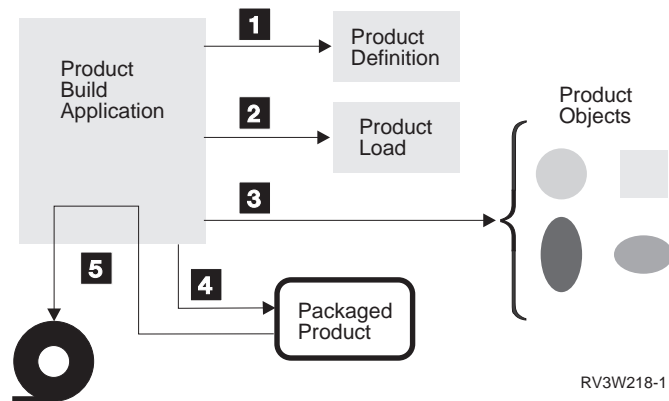 1
Product
Definition
Product
Build
Application
2
Product
Load
Product
Objects
3
5
4
Packaged
Product
RV3W218-1